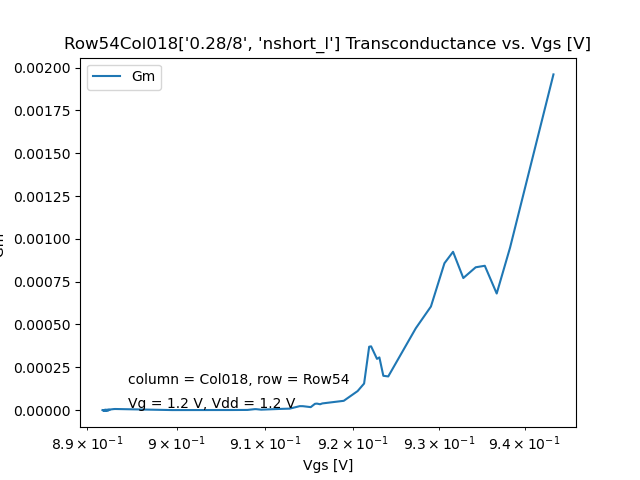 Row54Col018['0.28/8', 'nshort_l'] Transconductance vs. Vgs [V]
Gm
0.00200
0.00175
0.00150
0.00125
0.00100
0.00075
0.00050
0.00025
0.00000
Gm
column = Col018, row = Row54
Vg = 1.2 V, Vdd = 1.2 V
8.9 × 10⁻¹ 9 × 10⁻¹ 9.1 × 10⁻¹ 9.2 × 10⁻¹ 9.3 × 10⁻¹ 9.4 × 10⁻¹
Vgs [V]